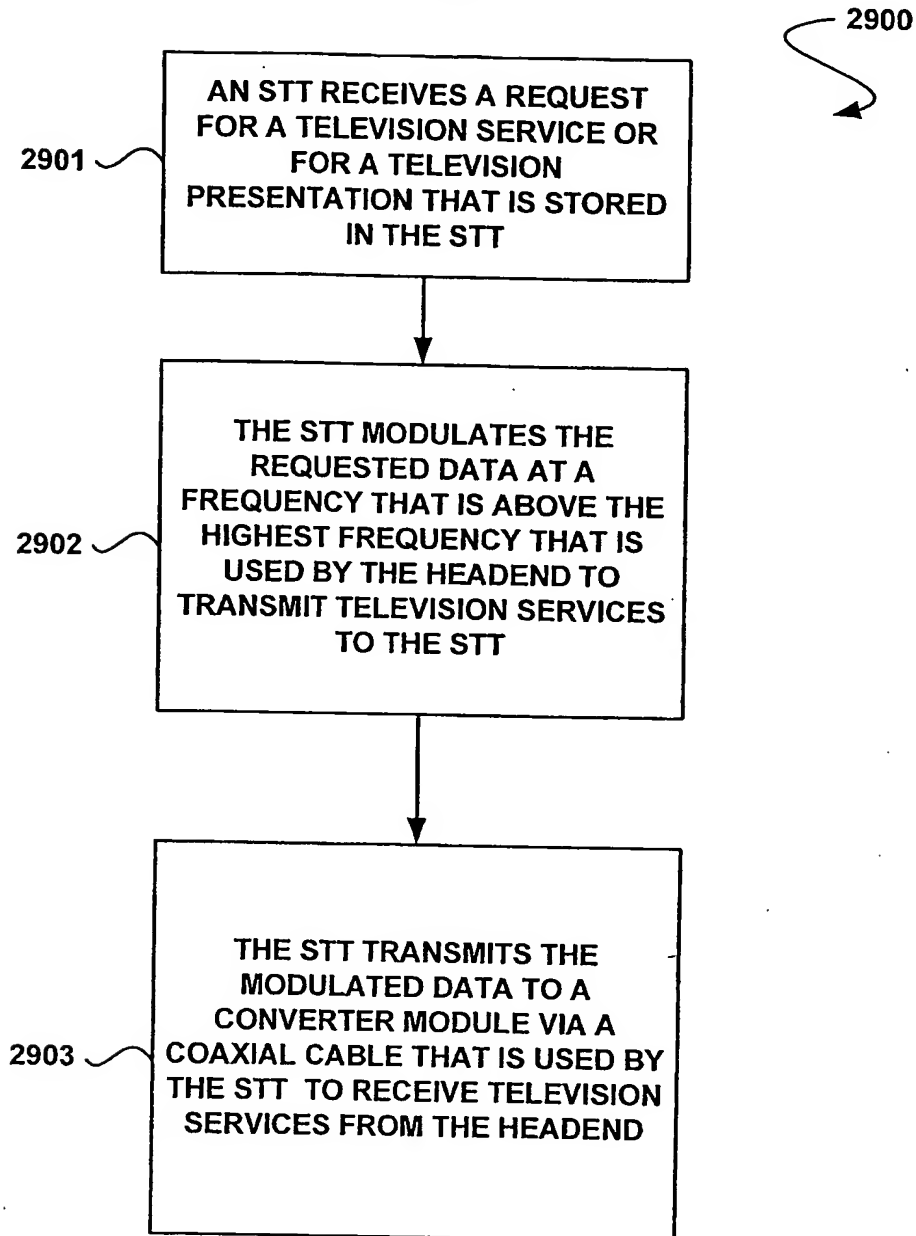 2900
AN STT RECEIVES A REQUEST
FOR A TELEVISION SERVICE OR
FOR A TELEVISION
PRESENTATION THAT IS STORED
IN THE STT
2901
THE STT MODULATES THE
REQUESTED DATA AT A
FREQUENCY THAT IS ABOVE THE
HIGHEST FREQUENCY THAT IS
USED BY THE HEADEND TO
TRANSMIT TELEVISION SERVICES
TO THE STT
2902
THE STT TRANSMITS THE
MODULATED DATA TO A
CONVERTER MODULE VIA A
COAXIAL CABLE THAT IS USED BY
THE STT TO RECEIVE TELEVISION
SERVICES FROM THE HEADEND
2903